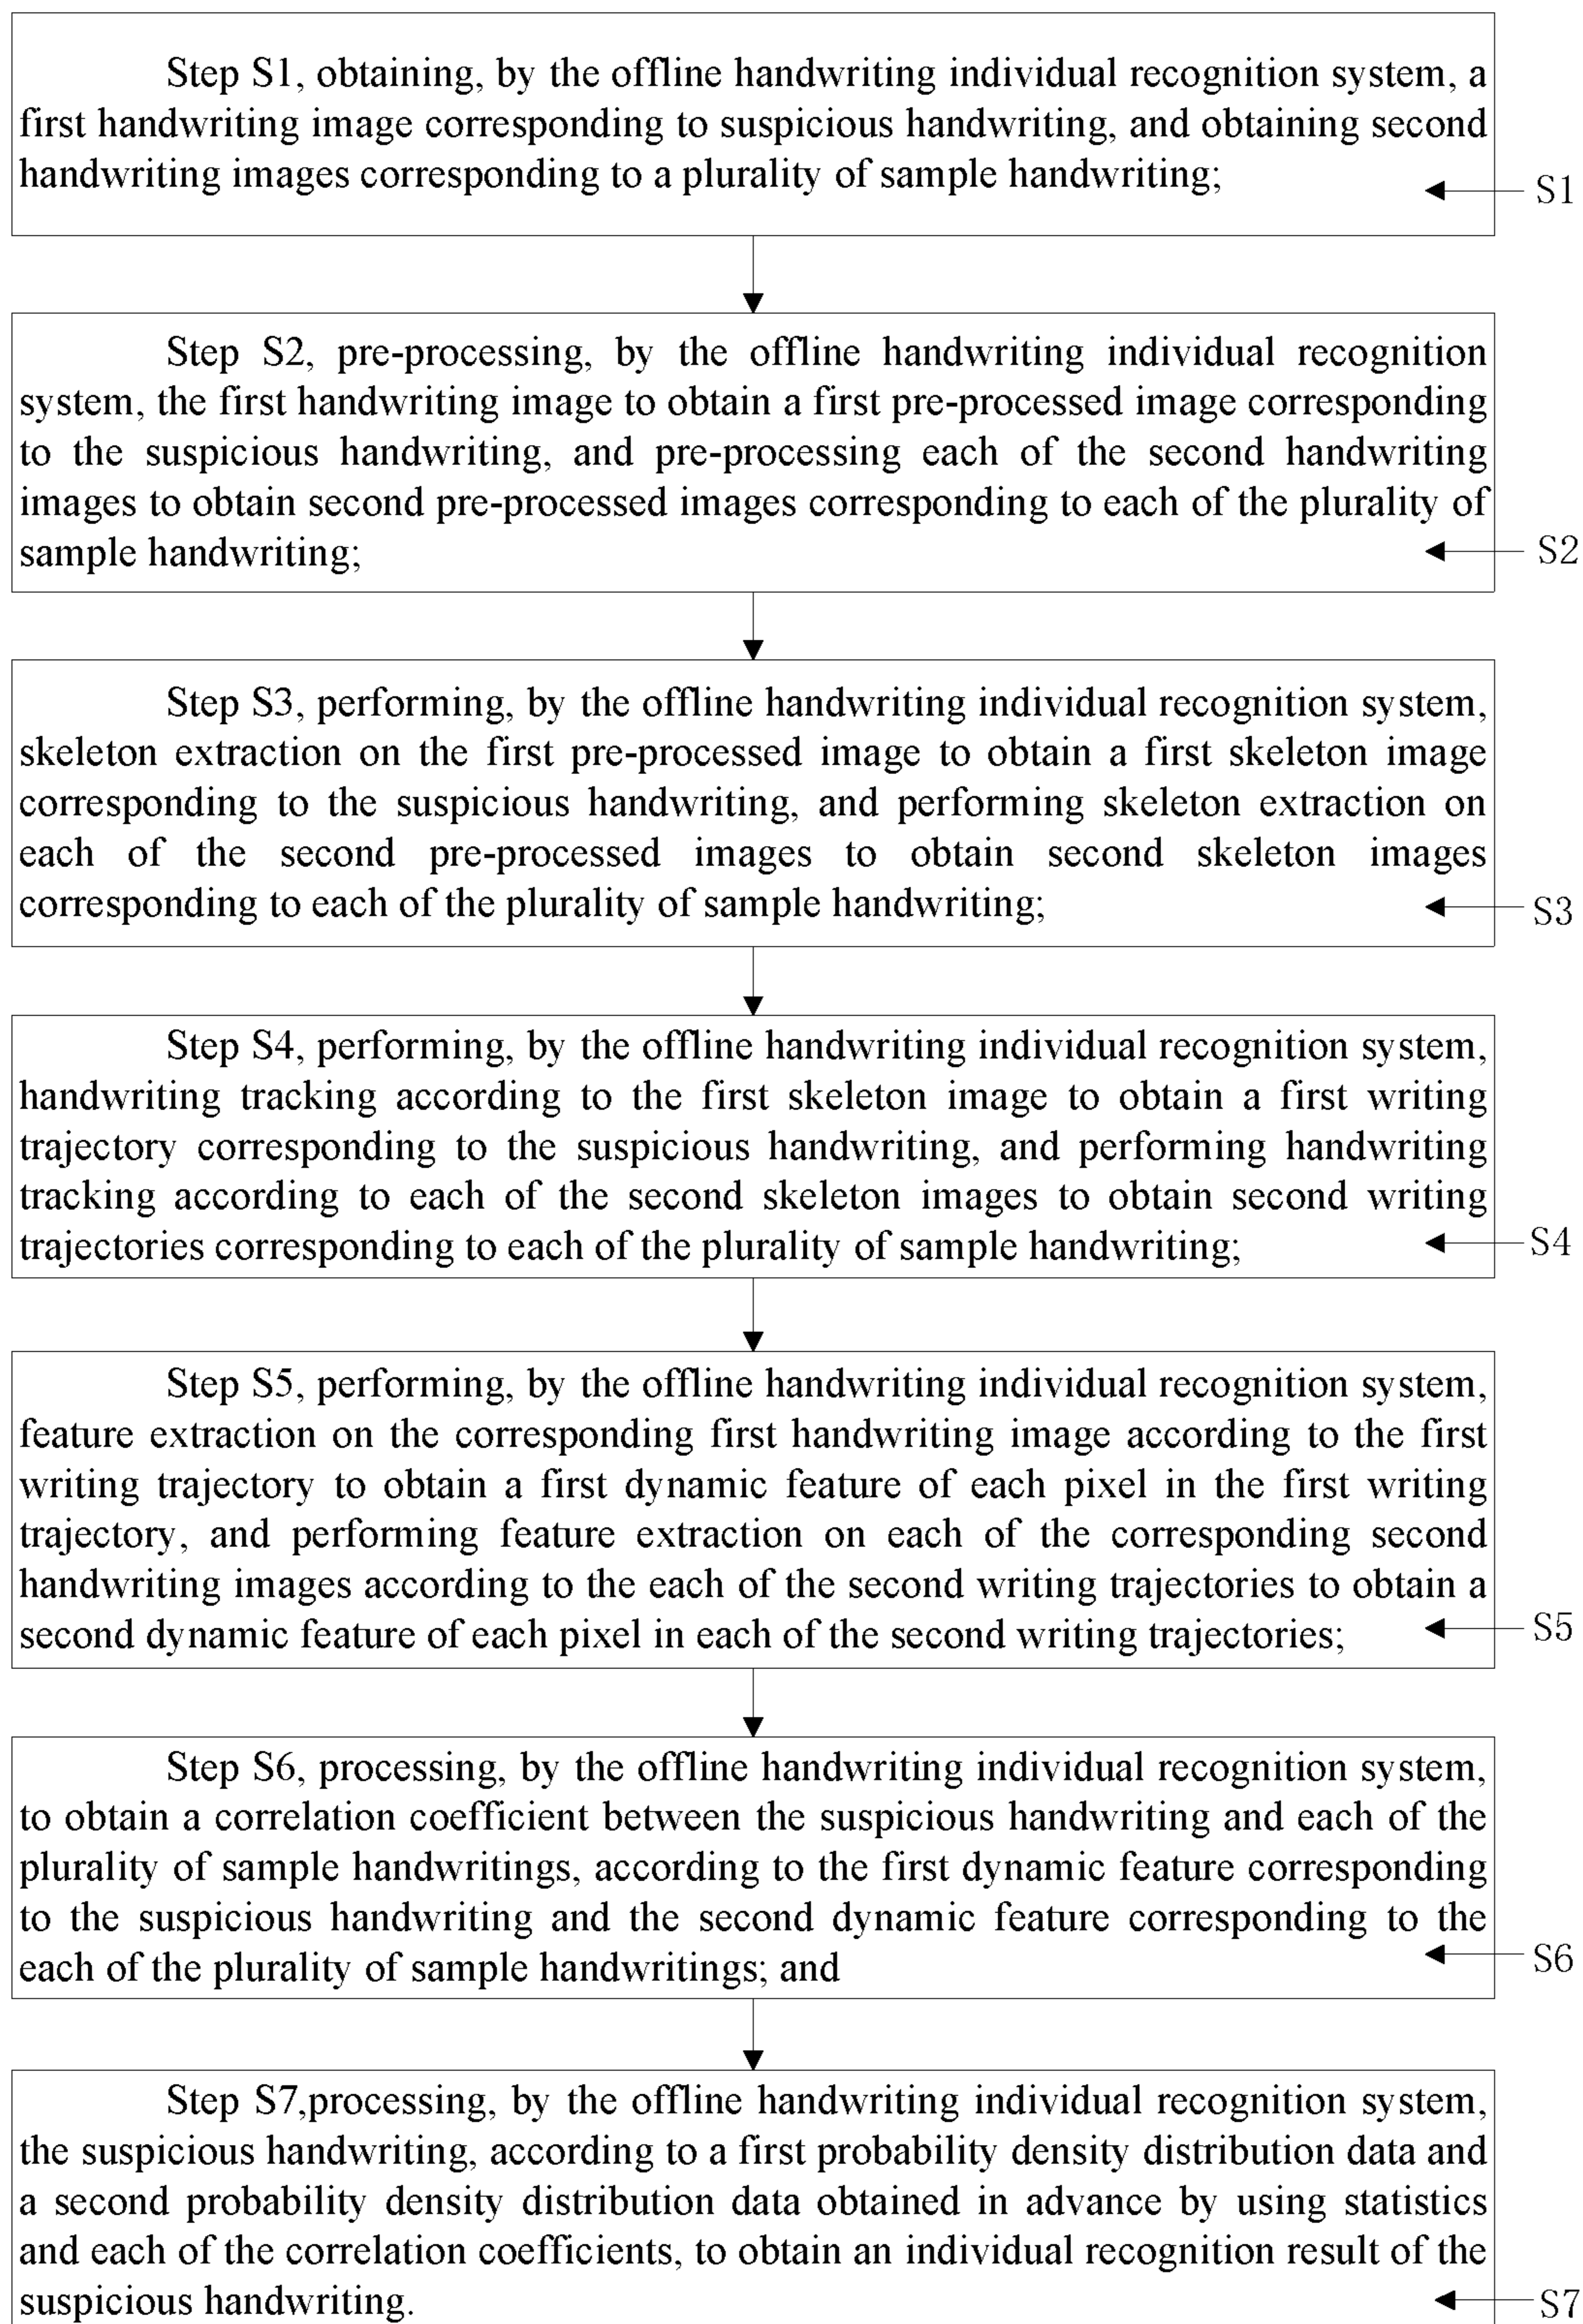 Step S1, obtaining, by the offline handwriting individual recognition system, a
first handwriting image corresponding to suspicious handwriting, and obtaining second
handwriting images corresponding to a plurality of sample handwriting;
S1
Step S2, pre-processing, by the offline handwriting individual recognition
system, the first handwriting image to obtain a first pre-processed image corresponding
to the suspicious handwriting, and pre-processing each of the second handwriting
images to obtain second pre-processed images corresponding to each of the plurality of
sample handwriting;
S2
Step S3, performing, by the offline handwriting individual recognition system,
skeleton extraction on the first pre-processed image to obtain a first skeleton image
corresponding to the suspicious handwriting, and performing skeleton extraction on
each of the second pre-processed images to obtain second skeleton images
corresponding to each of the plurality of sample handwriting;
S3
Step S4, performing, by the offline handwriting individual recognition system,
handwriting tracking according to the first skeleton image to obtain a first writing
trajectory corresponding to the suspicious handwriting, and performing handwriting
tracking according to each of the second skeleton images to obtain second writing
trajectories corresponding to each of the plurality of sample handwriting;
S4
Step S5, performing, by the offline handwriting individual recognition system,
feature extraction on the corresponding first handwriting image according to the first
writing trajectory to obtain a first dynamic feature of each pixel in the first writing
trajectory, and performing feature extraction on each of the corresponding second
handwriting images according to the each of the second writing trajectories to obtain a
second dynamic feature of each pixel in each of the second writing trajectories;
S5
Step S6, processing, by the offline handwriting individual recognition system,
to obtain a correlation coefficient between the suspicious handwriting and each of the
plurality of sample handwritings, according to the first dynamic feature corresponding
to the suspicious handwriting and the second dynamic feature corresponding to the
each of the plurality of sample handwritings; and
S6
Step S7,processing, by the offline handwriting individual recognition system,
the suspicious handwriting, according to a first probability density distribution data and
a second probability density distribution data obtained in advance by using statistics
and each of the correlation coefficients, to obtain an individual recognition result of the
suspicious handwriting.
S7